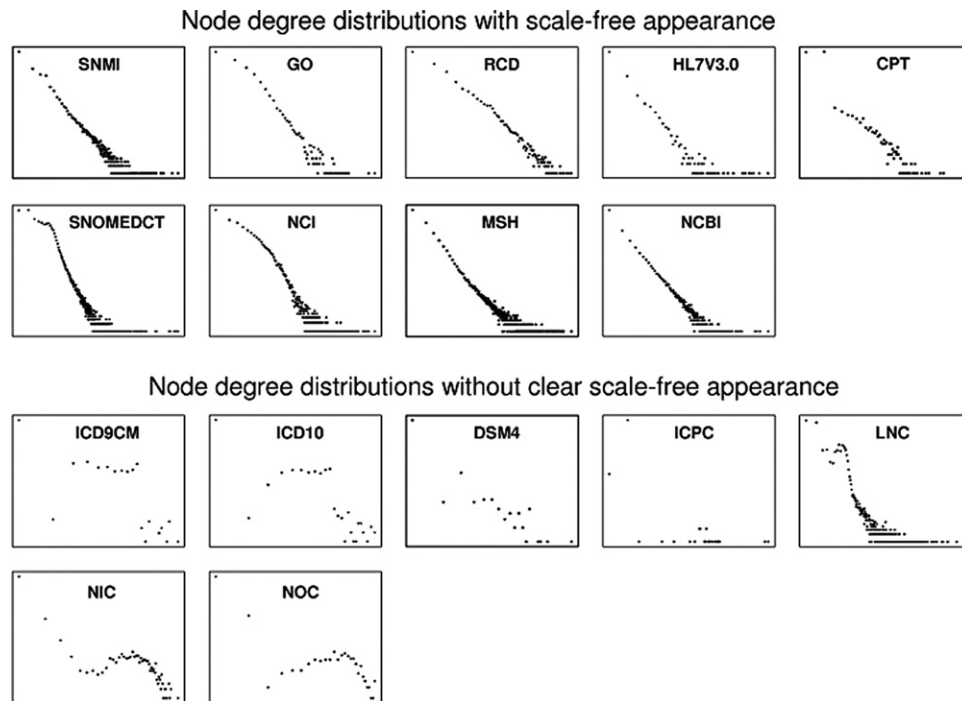 Node degree distributions with scale-free appearance
SNMI
GO
RCD
HL7V3.0
CPT
SNOMEDCT
NCI
MSH
NCBI
Node degree distributions without clear scale-free appearance
ICD9CM
ICD10
DSM4
ICPC
LNC
NIC
NOC